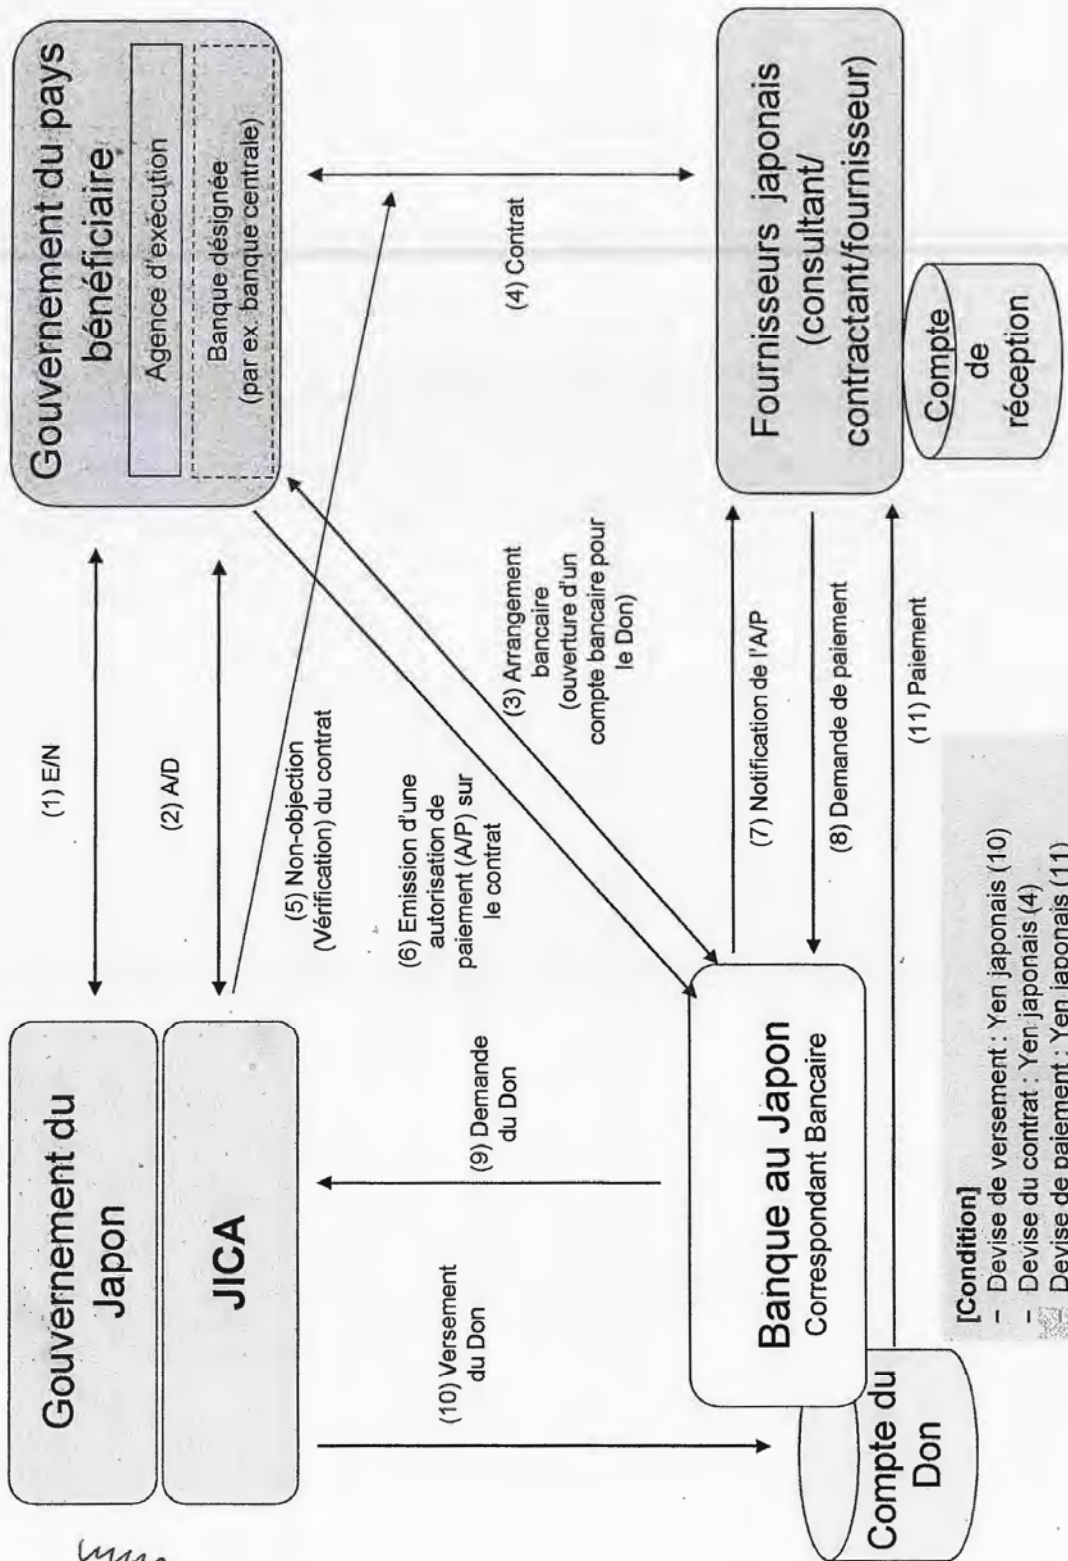 Gouvernement du
Japon
JICA
(1) E/N
(2) A/D
Gouvernement du pays
bénéficiaire
Agence d'exécution
Banque désignée
(par ex. banque centrale)
(5) Non-objection
(Vérification) du contrat
(6) Emission d'une
autorisation de
paiement (A/P) sur
le contrat
(3) Arrangement
bancaire
(ouverture d'un
compte bancaire pour
le Don)
(4) Contrat
(10) Versement
du Don
(9) Demande
du Don
Banque au Japon
Correspondant Bancaire
Compte du
Don
(7) Notification de l'A/P
(8) Demande de paiement
(11) Paiement
Fournisseurs japonais
(consultant/
contractant/fournisseur)
Compte
de
réception
[Condition]
– Devise de versement : Yen japonais (10)
– Devise du contrat : Yen japonais (4)
– Devise de paiement : Yen japonais (11)